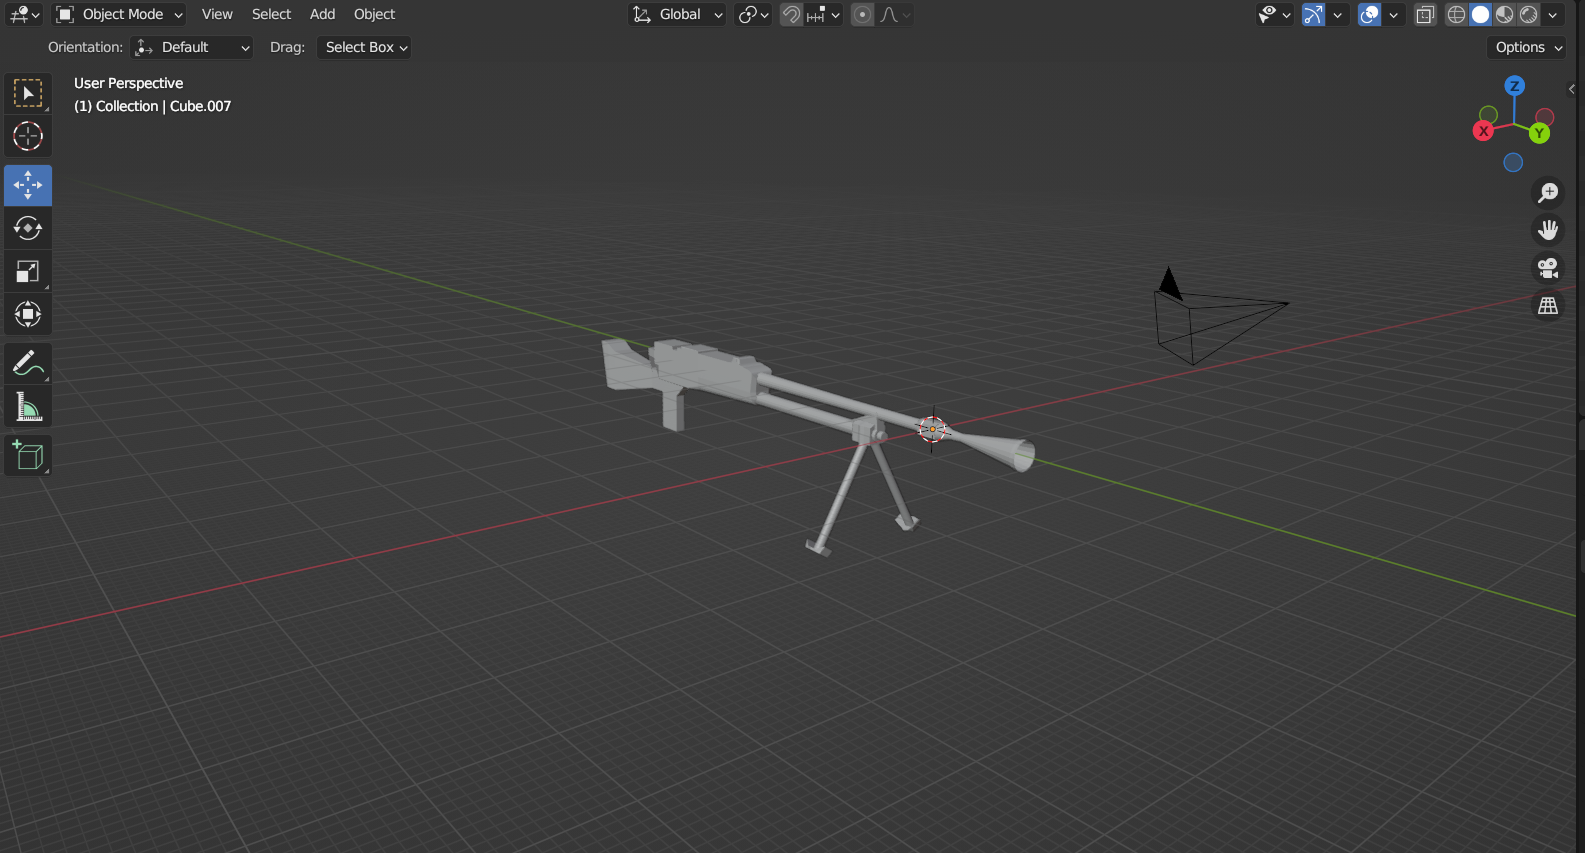 Object Mode View Select Add Object Global
Orientation: Default Drag: Select Box Options
User Perspective
(1) Collection | Cube.007
Z
X Y